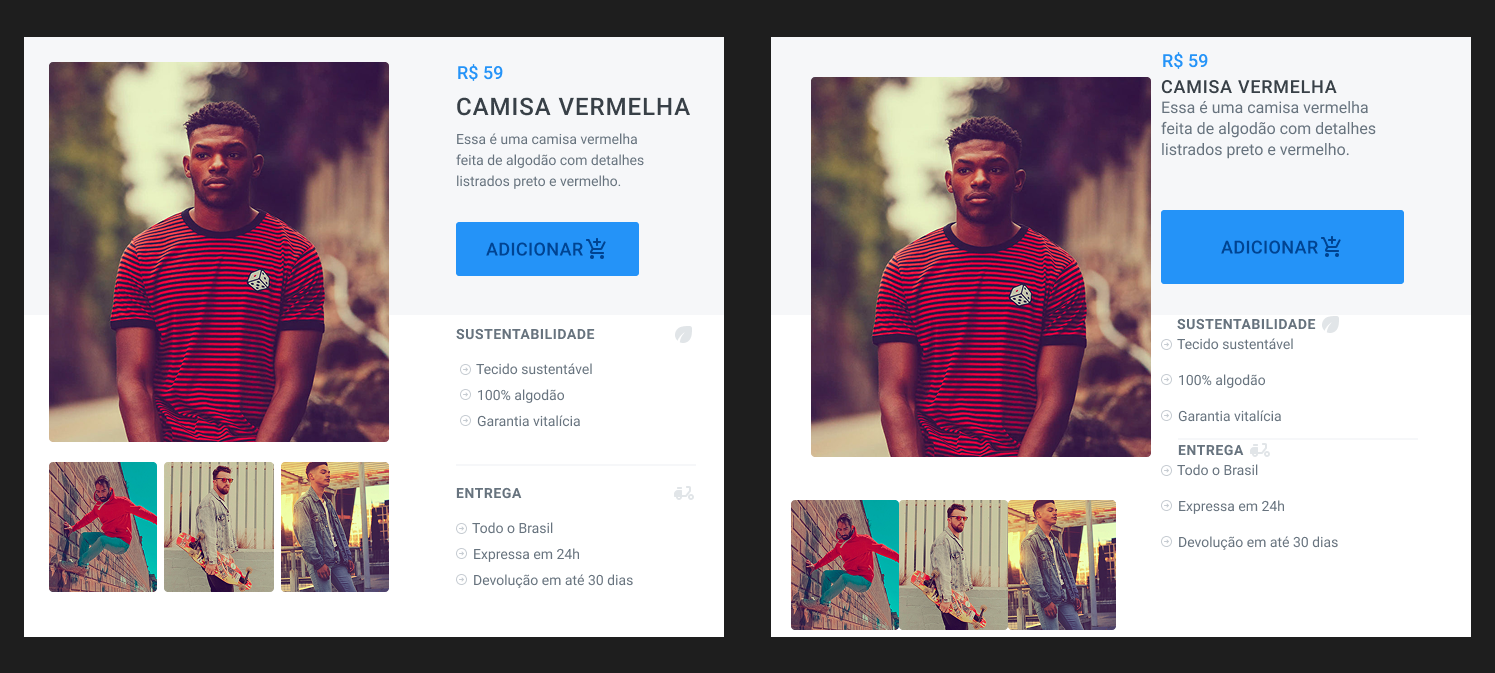 R$ 59
CAMISA VERMELHA
Essa é uma camisa vermelha
feita de algodão com detalhes
listrados preto e vermelho.
ADICIONAR
SUSTENTABILIDADE
Tecido sustentável
100% algodão
Garantia vitalícia
ENTREGA
Todo o Brasil
Expressa em 24h
Devolução em até 30 dias
R$ 59
CAMISA VERMELHA
Essa é uma camisa vermelha
feita de algodão com detalhes
listrados preto e vermelho.
ADICIONAR
SUSTENTABILIDADE
Tecido sustentável
100% algodão
Garantia vitalícia
ENTREGA
Todo o Brasil
Expressa em 24h
Devolução em até 30 dias